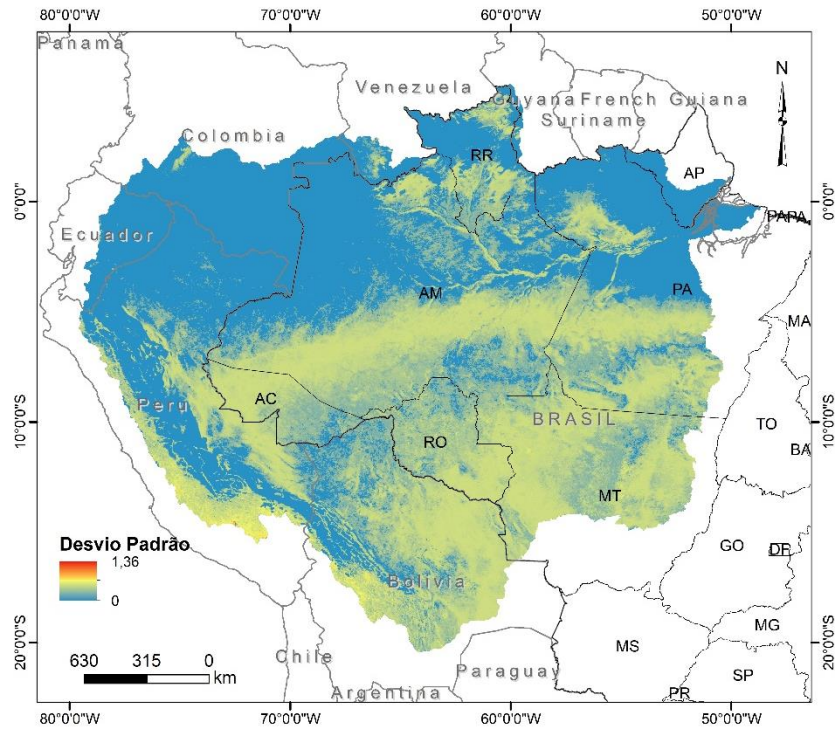 80°0'0"W 70°0'0"W 60°0'0"W 50°0'0"W
Panama
Venezuela
N
Guyana French Guiana
Suriname
Colombia
RR
AP
0°0'0" 0°0'0"
PAPA
Ecuador
AM
PA
MA
Peru
AC
BRASIL
TO
10°0'0"S 10°0'0"S
RO
BA
MT
Desvio Padrão
1,36
0
GO
DF
Bolivia
MG
20°0'0"S 20°0'0"S
Chile
Paraguay
MS
SP
630 315 0
km
Argentina
PR
80°0'0"W 70°0'0"W 60°0'0"W 50°0'0"W